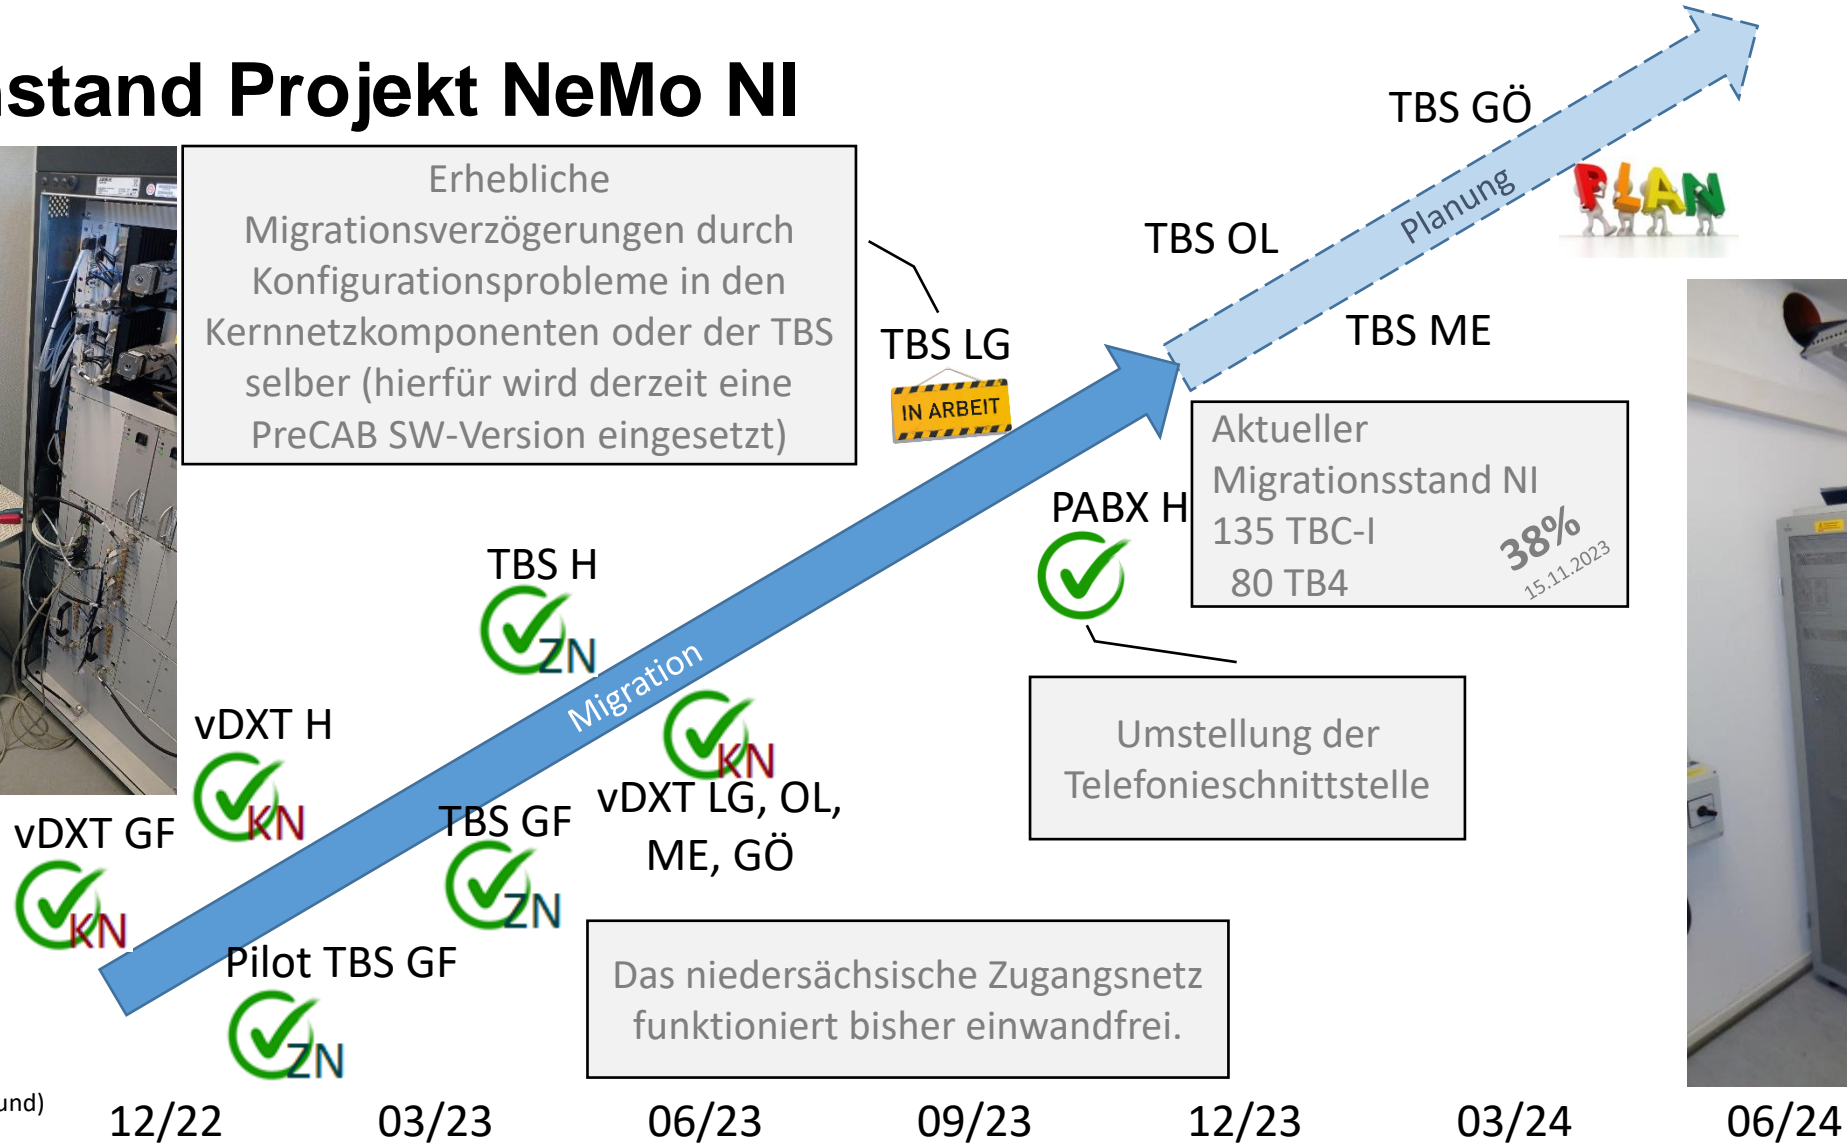 stand Projekt NeMo NI
Erhebliche
Migrationsverzögerungen durch
Konfigurationsprobleme in den
Kernnetzkomponenten oder der TBS
selber (hierfür wird derzeit eine
PreCAB SW-Version eingesetzt)
TBS GÖ
PLAN
Planung
TBS OL
TBS ME
TBS LG
IN ARBEIT
Aktueller
Migrationsstand NI
135 TBC-l
80 TB4
38%
15.11.2023
PABX H
TBS H
ZN
Migration
Umstellung der
Telefonieschnittstelle
vDXT H
KN
KN
vDXT LG, OL,
ME, GÖ
TBS GF
ZN
vDXT GF
KN
Pilot TBS GF
ZN
Das niedersächsische Zugangsnetz
funktioniert bisher einwandfrei.
und)
12/22 03/23 06/23 09/23 12/23 03/24 06/24